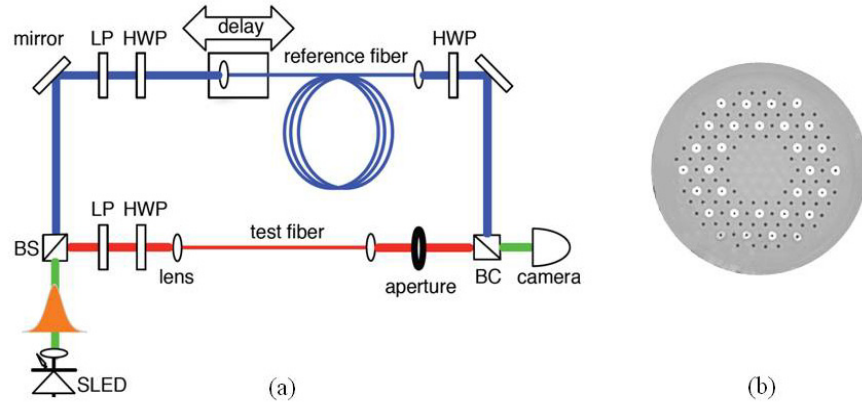 delay
mirror
LP
HWP
reference fiber
HWP
BS
LP
HWP
lens
test fiber
aperture
BC
camera
SLED
(a)
(b)